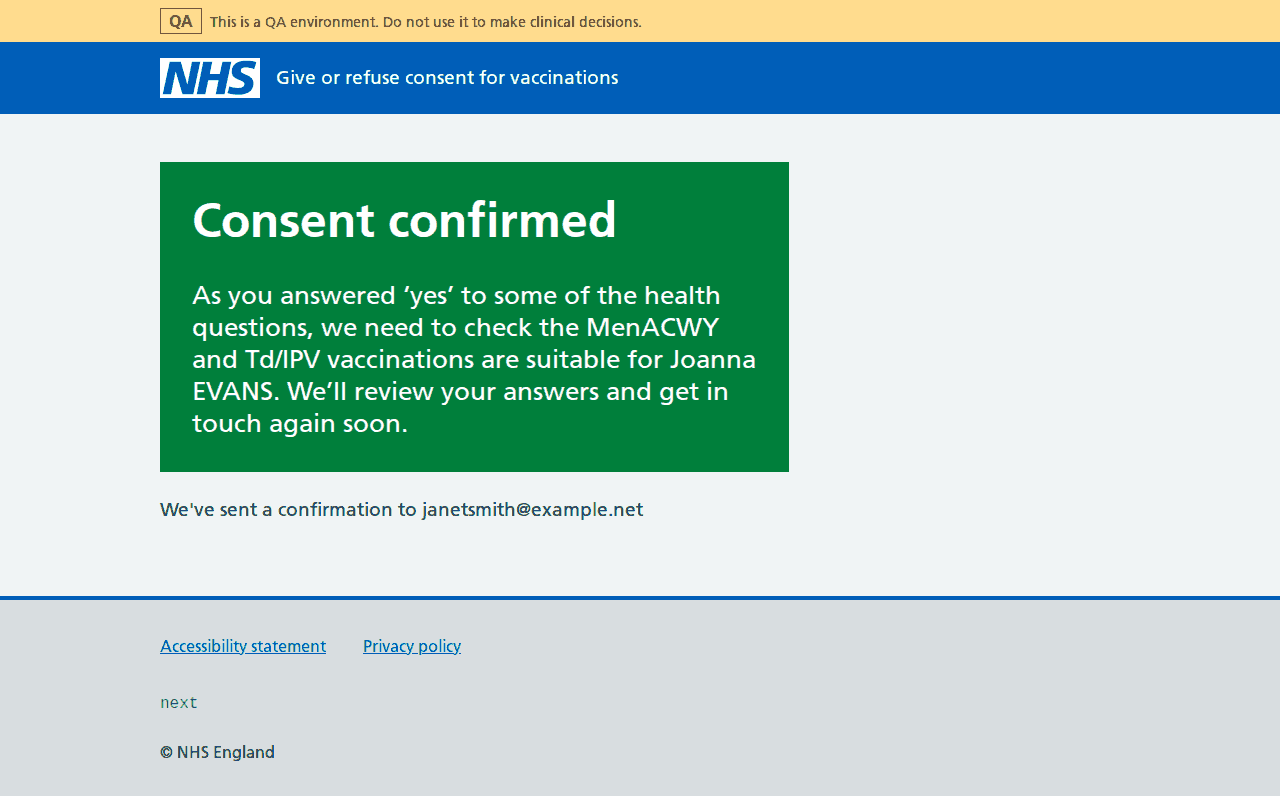 QA This is a QA environment. Do not use it to make clinical decisions.
NHS Give or refuse consent for vaccinations
Consent confirmed
As you answered ‘yes’ to some of the health
questions, we need to check the MenACWY
and Td/IPV vaccinations are suitable for Joanna
EVANS. We’ll review your answers and get in
touch again soon.
We've sent a confirmation to janetsmith@example.net
Accessibility statement Privacy policy
next
© NHS England